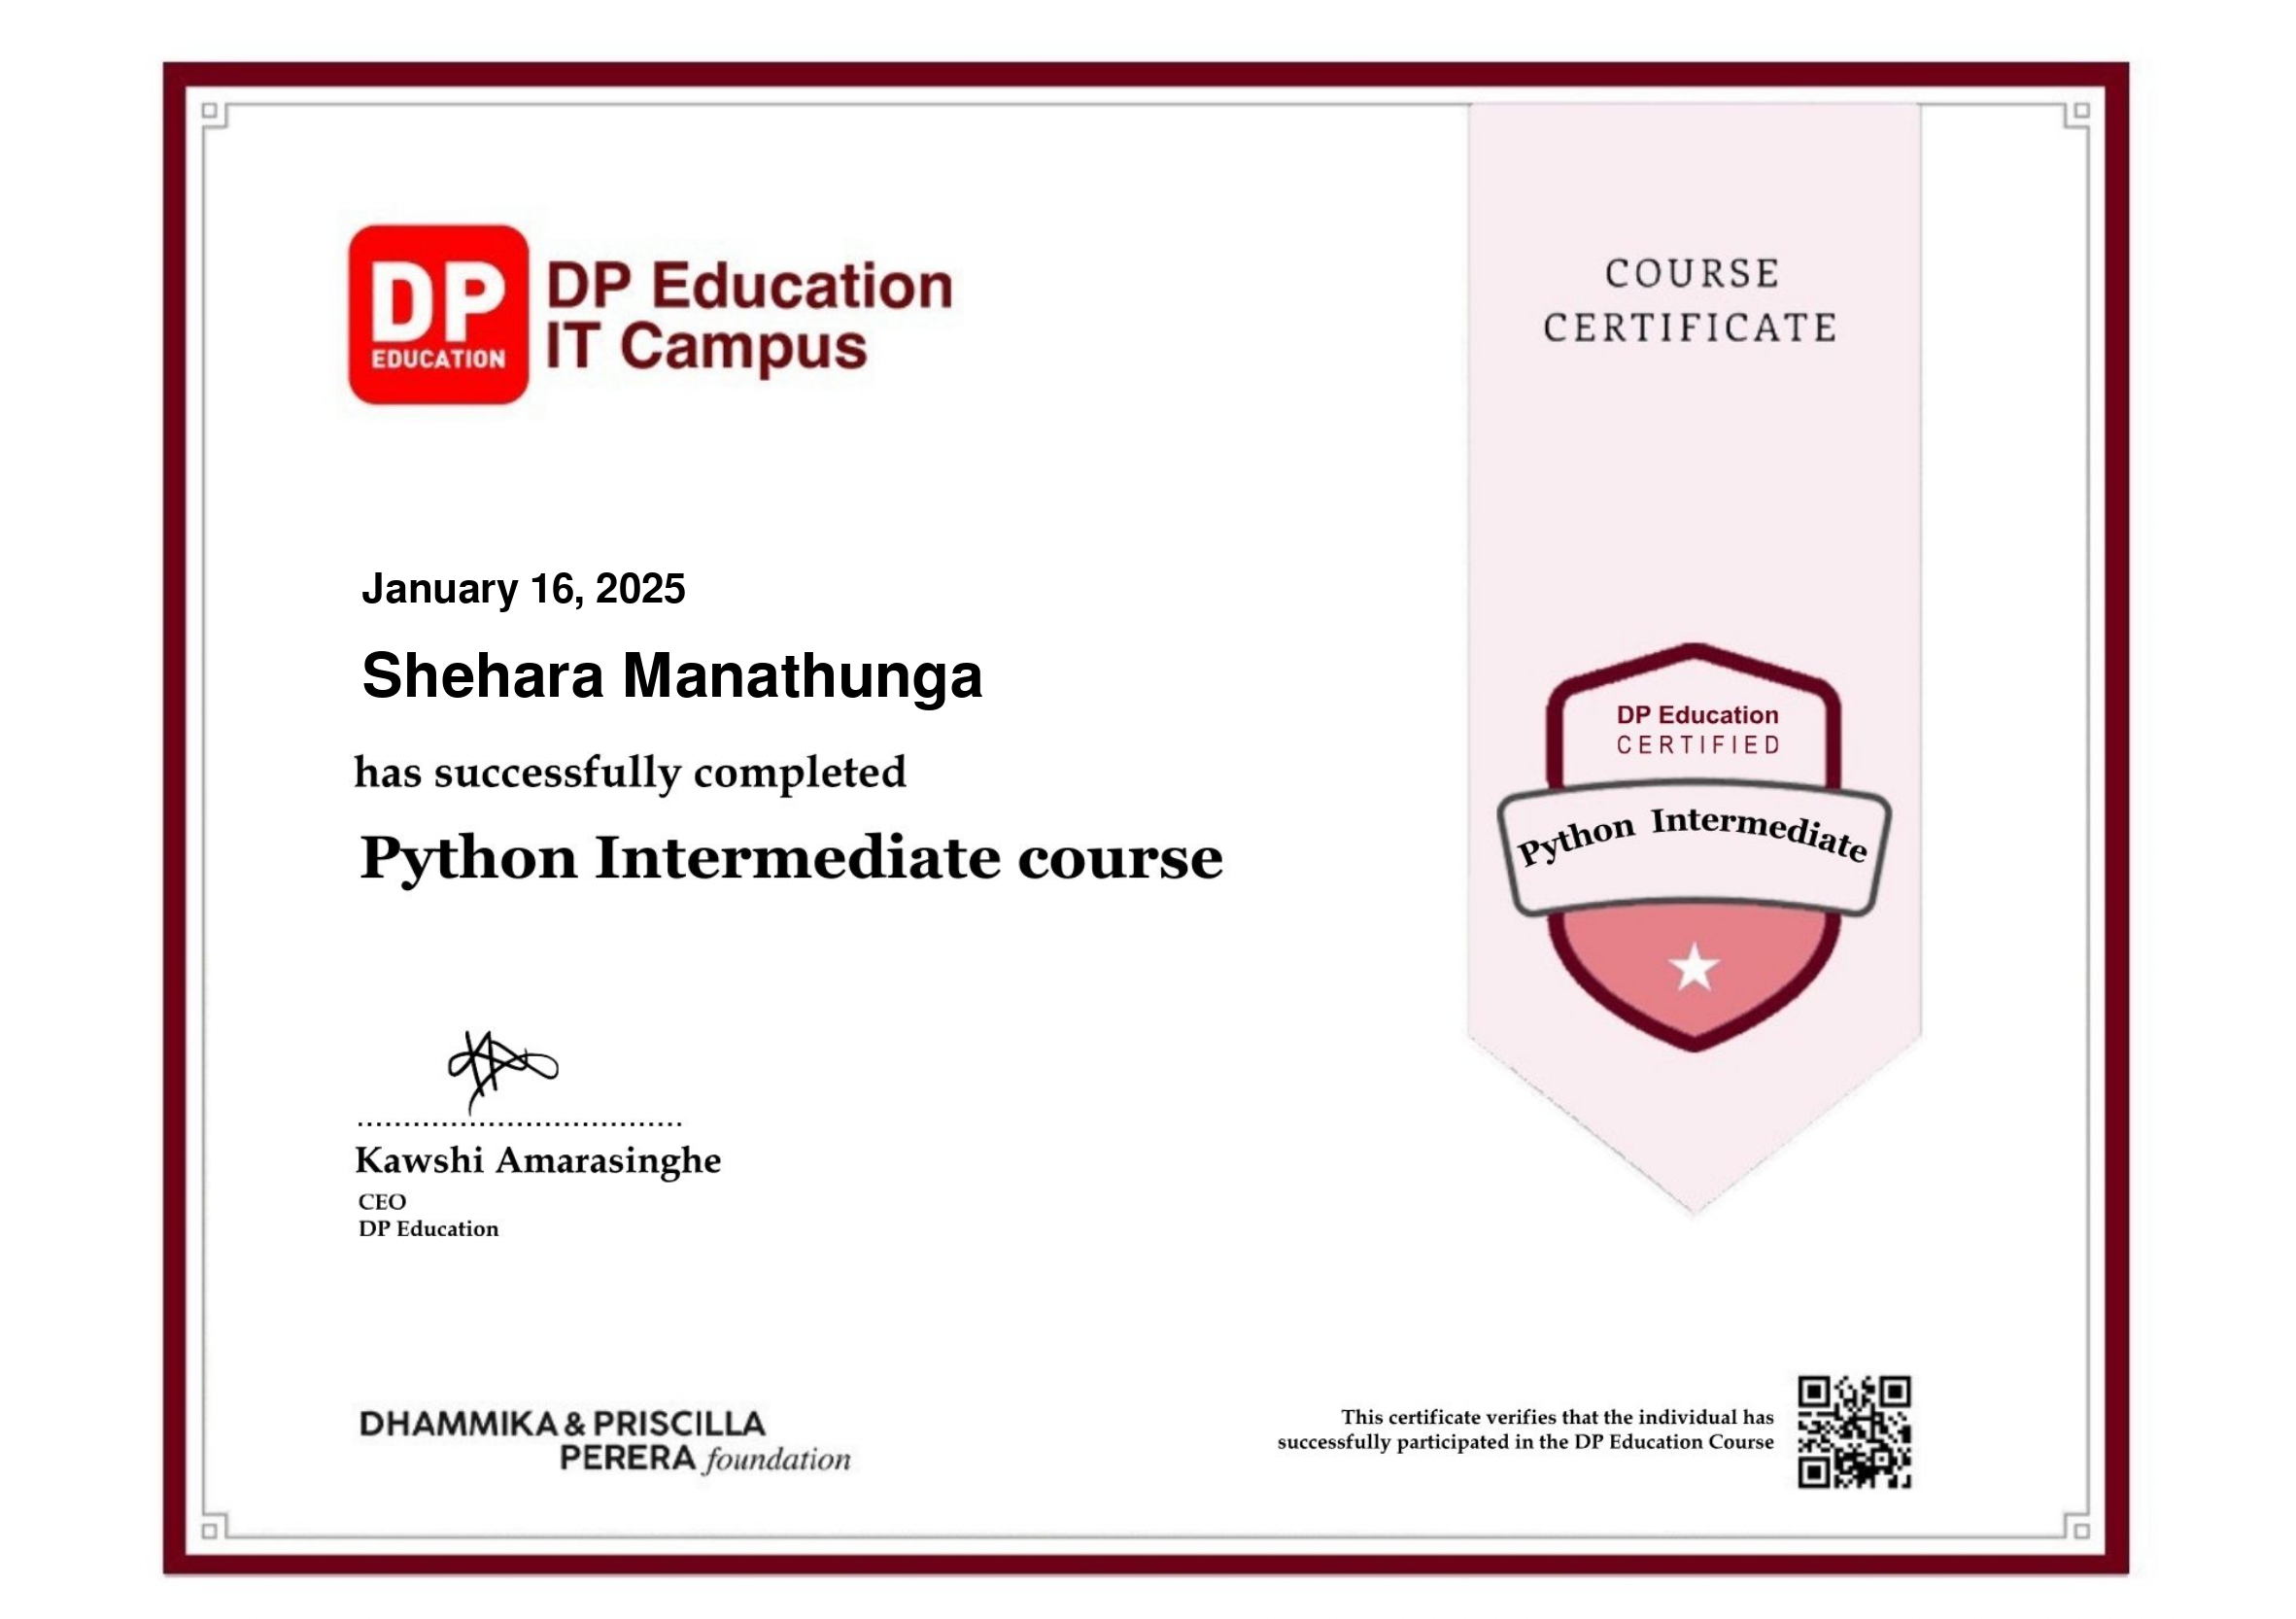 DP
EDUCATION
DP Education
IT Campus
COURSE
CERTIFICATE
January 16, 2025
Shehara Manathunga
has successfully completed
Python Intermediate course
DP Education
CERTIFIED
Python Intermediate
Kawshi Amarasinghe
CEO
DP Education
DHAMMIKA & PRISCILLA
PERERA foundation
This certificate verifies that the individual has
successfully participated in the DP Education Course